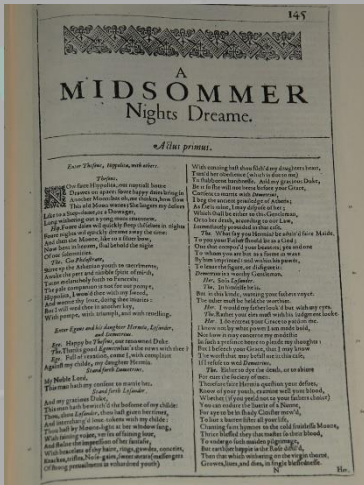 145
A
MIDSOMMER
Nights Dreame.
Actus primus.
Enter Theseus, Hippolita, with others.
Theseus.
Now faire Hippolita, our nuptiall houre
Drawes on apace: foure happy daies bring in
Another Moon: but oh, me thinkes, how slow
This old Moon wanes; She lingers my desires
Like to a Step-dame, or a Dowager,
Long withering out a yong mans revennew.
Hip. Foure daies wil quickly steep thēselves in nights
Foure nights wil quickly dreame away the time:
And then the Moone, like to a silver bow,
Now bent in heaven, shal behold the night
Of our solemnities.
The. Go Philostrate,
Stirre up the Athenian youth to merriments,
Awake the pert and nimble spirit of mirth,
Turne melancholy forth to Funerals:
The pale companion is not for our pompe,
Hippolita, I woo'd thee with my sword,
And wonne thy love, doing thee injuries:
But I will wed thee in another key,
With pompe, with triumph, and with revelling.
Enter Egeus and his daughter Hermia, Lysander,
and Demetrius.
Ege. Happy be Theseus, our renowned Duke.
The. Thanks good Egeus: what's the news with thee?
Ege. Full of vexation, come I, with complaint
Against my childe, my daughter Hermia.
Stand forth Demetrius.
My Noble Lord,
This man hath my consent to marrie her.
Stand forth Lysander.
And my gracious Duke,
This man hath bewitch'd the bosome of my childe:
Thou, thou Lysander, thou hast given her rimes,
And interchang'd love-tokens with my childe:
Thou hast by Moone-light at her window sung,
With faining voice, verses of faining love,
And stolne the impression of her fantasie,
With bracelets of thy haire, rings, gawdes, conceits,
Knackes, trifles, Nose-gaies, sweet meats (messengers
Of strong prevailment in unhardned youth)
With cunning hast thou filch'd my daughters heart,
Turn'd her obedience (which is due to me)
To stubborne harshnesse. And my gracious Duke,
Be it so she will not heere before your Grace,
Consent to marrie with Demetrius,
I beg the ancient priviledge of Athens;
As she is mine, I may dispose of her;
Which shall be either to this Gentleman,
Or to her death, according to our Law,
Immediately provided in that case.
The. What say you Hermia? be advis'd faire Maide,
To you your Father should be as a God;
One that compos'd your beauties; yea and one
To whom you are but as a forme in waxe
By him imprinted: and within his power,
To leave the figure, or disfigure it:
Demetrius is a worthy Gentleman.
Her. So is Lysander.
The. In himselfe he is.
But in this kinde, wanting your fathers voyce,
The other must be held the worthier.
Her. I would my father look'd but with my eyes.
The. Rather your eies must with his judgment looke.
Her. I do entreat your Grace to pardon me.
I know not by what power I am made bold,
Nor how it may concerne my modestie
In such a presence heere to pleade my thoughts:
But I beseech your Grace, that I may know
The worst that may befall me in this case,
If I refuse to wed Demetrius.
The. Either to dye the death, or to abjure
For ever the society of men.
Therefore faire Hermia question your desires,
Know of your youth, examine well your blood,
Whether (if you yeeld not to your fathers choice)
You can endure the liverie of a Nunne,
For aye to be in shady Cloister mew'd,
To live a barren sister all your life,
Chanting faint hymnes to the cold fruitlesse Moone,
Thrice blessed they that master so their blood,
To undergo such maiden pilgrimage,
But earthlier happie is the Rose distil'd,
Then that which withering on the virgin thorne,
Growes, lives, and dies, in single blessednesse.
N
Her.